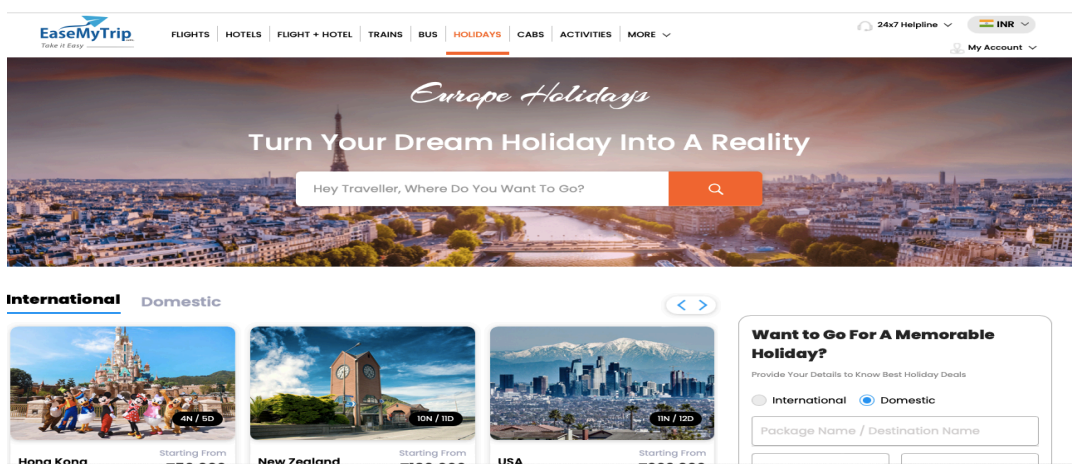 EaseMyTrip
Take it Easy
FLIGHTS HOTELS FLIGHT + HOTEL TRAINS BUS HOLIDAYS CABS ACTIVITIES MORE
24x7 Helpline
INR
My Account
Europe Holidays
Turn Your Dream Holiday Into A Reality
Hey Traveller, Where Do You Want To Go?
International Domestic
4N / 5D
10N / 11D
11N / 12D
Hong Kong
Starting From
New Zealand
Starting From
USA
Starting From
Want to Go For A Memorable
Holiday?
Provide Your Details to Know Best Holiday Deals
International Domestic
Package Name / Destination Name